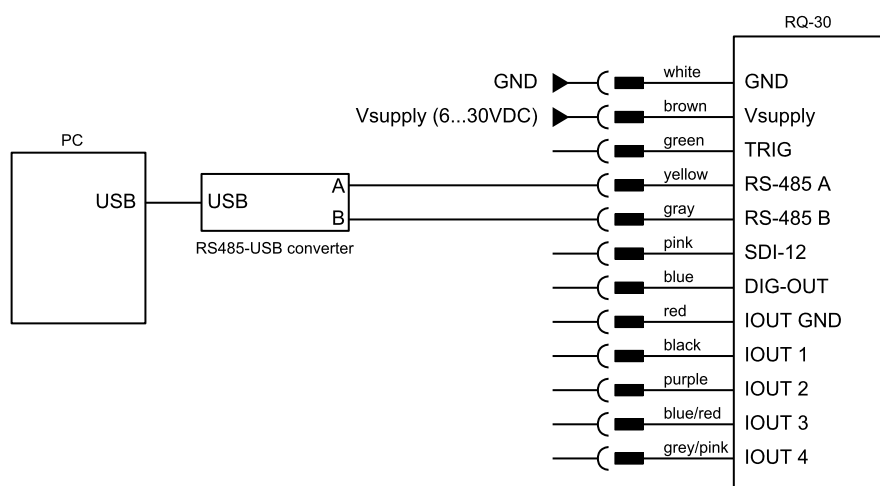 RQ-30
GND
white
GND
Vsupply (6...30VDC)
brown
Vsupply
green
TRIG
PC
yellow
RS-485 A
USB
USB
A
B
gray
RS-485 B
RS485-USB converter
pink
SDI-12
blue
DIG-OUT
red
IOUT GND
black
IOUT 1
purple
IOUT 2
blue/red
IOUT 3
grey/pink
IOUT 4